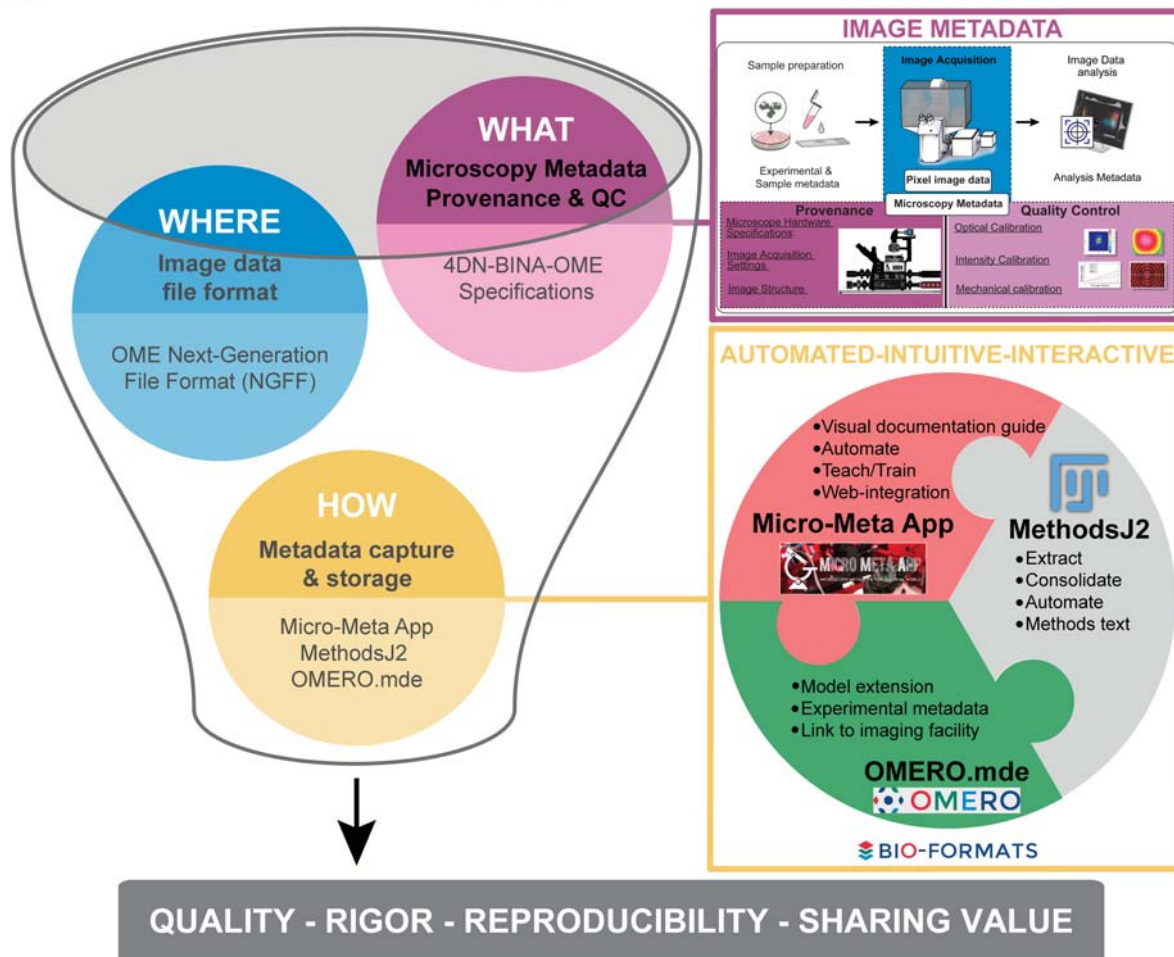 WHERE
Image data
file format
OME Next-Generation
File Format (NGFF)
WHAT
Microscopy Metadata
Provenance & QC
4DN-BINA-OME
Specifications
HOW
Metadata capture
& storage
Micro-Meta App
MethodsJ2
OMERO.mde
IMAGE METADATA
Sample preparation
Experimental &
Sample metadata
Image Acquisition
Pixel image data
Microscopy Metadata
Image Data
analysis
Analysis Metadata
Provenance
Microscope Hardware
Specifications
Image Acquisition
Settings
Image Structure
Quality Control
Optical Calibration
Intensity Calibration
Mechanical calibration
AUTOMATED-INTUITIVE-INTERACTIVE
•Visual documentation guide
•Automate
•Teach/Train
•Web-integration
Micro-Meta App
MICRO META APP
MethodsJ2
•Extract
•Consolidate
•Automate
•Methods text
•Model extension
•Experimental metadata
•Link to imaging facility
OMERO.mde
OMERO
BIO-FORMATS
QUALITY - RIGOR - REPRODUCIBILITY - SHARING VALUE